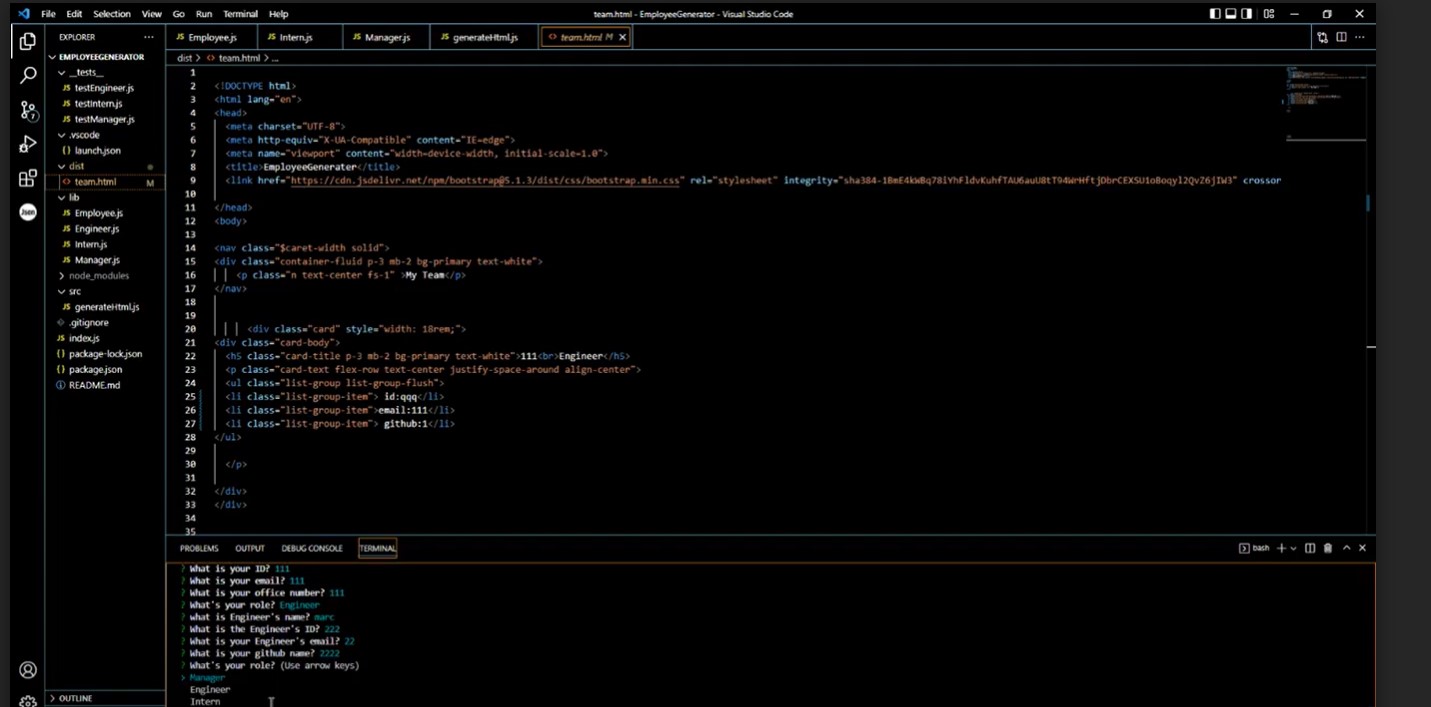 File Edit Selection View Go Run Terminal Help
team.html - EmployeeGenerator - Visual Studio Code
EXPLORER
EMPLOYEEGENERATOR
__tests__
testEngineer.js
testIntern.js
testManager.js
.vscode
{} launch.json
dist
<> team.html M
lib
JS Employee.js
JS Engineer.js
JS Intern.js
JS Manager.js
node_modules
src
JS generateHtml.js
.gitignore
JS index.js
{} package-lock.json
{} package.json
README.md
OUTLINE
7
Json
JS Employee.js JS Intern.js JS Manager.js JS generateHtml.js <> team.html M
dist > <> team.html > ...
1
2 <!DOCTYPE html>
3 <html lang="en">
4 <head>
5 <meta charset="UTF-8">
6 <meta http-equiv="X-UA-Compatible" content="IE=edge">
7 <meta name="viewport" content="width=device-width, initial-scale=1.0">
8 <title>EmployeeGenerater</title>
9 <link href="https://cdn.jsdelivr.net/npm/bootstrap@5.1.3/dist/css/bootstrap.min.css" rel="stylesheet" integrity= crossor
10
11 </head>
12 <body>
13
14 <nav class="$caret-width solid">
15 <div class="container-fluid p-3 mb-2 bg-primary text-white">
16 <p class="n text-center fs-1" >My Team</p>
17 </nav>
18
19
20 <div class="card" style="width: 18rem;">
21 <div class="card-body">
22 <h5 class="card-title p-3 mb-2 bg-primary text-white">111<br>Engineer</h5>
23 <p class="card-text flex-row text-center justify-space-around align-center">
24 <ul class="list-group list-group-flush">
25 <li class="list-group-item"> id:qqq</li>
26 <li class="list-group-item">email:111</li>
27 <li class="list-group-item"> github:1</li>
28 </ul>
29
30 </p>
31
32 </div>
33 </div>
34
35
PROBLEMS OUTPUT DEBUG CONSOLE TERMINAL
bash
? What is your ID? 111
? What is your email? 111
? What is your office number? 111
? What's your role? Engineer
? what is Engineer's name? marc
? What is the Engineer's ID? 222
? What is your Engineer's email? 22
? What is your github name? 2222
? What's your role? (Use arrow keys)
> Manager
Engineer
Intern